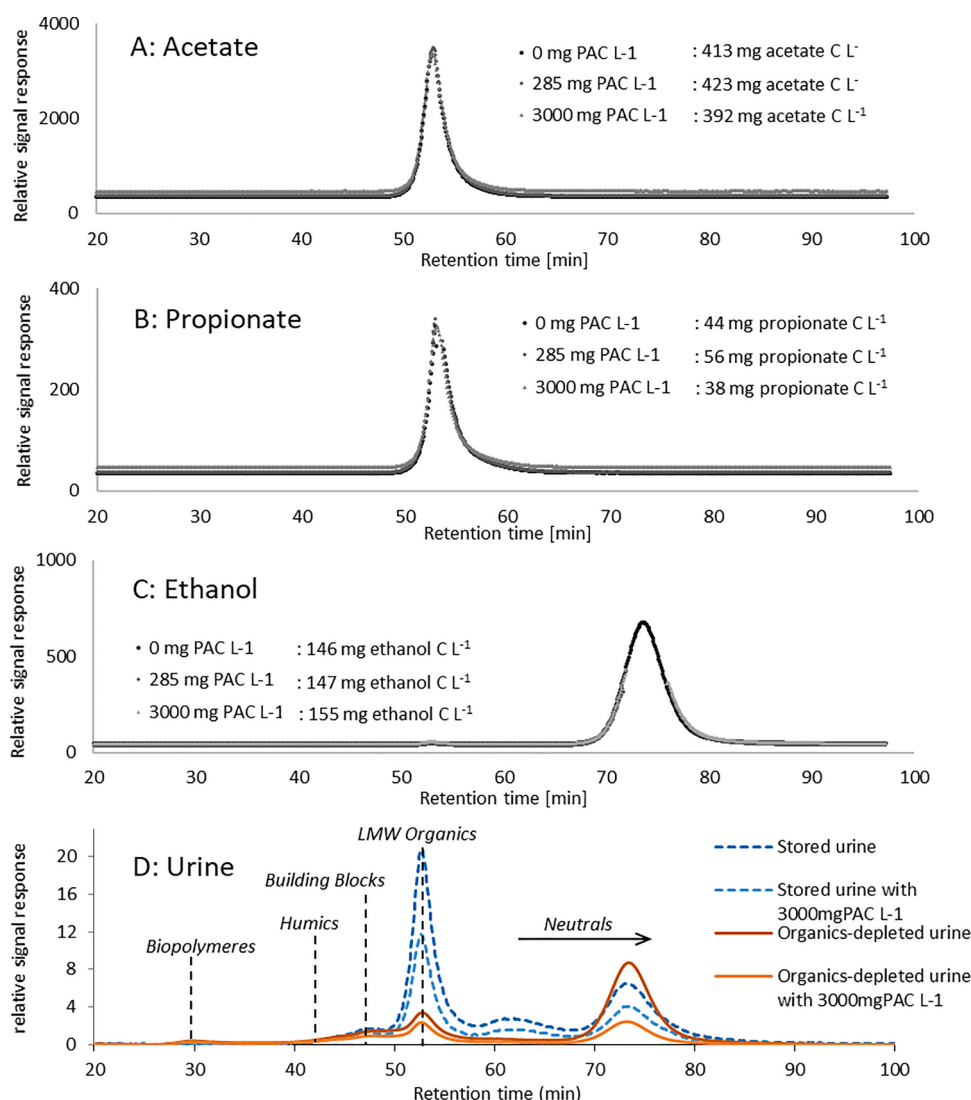 A: Acetate
Relative signal response
4000
2000
0
• 0 mg PAC L-1 : 413 mg acetate C L-
285 mg PAC L-1 : 423 mg acetate C L-
3000 mg PAC L-1 : 392 mg acetate C L-1
20 30 40 50 60 70 80 90 100
Retention time [min]
B: Propionate
Relative signal response
400
200
0
• 0 mg PAC L-1 : 44 mg propionate C L-1
285 mg PAC L-1 : 56 mg propionate C L-1
3000 mg PAC L-1 : 38 mg propionate C L-1
20 30 40 50 60 70 80 90 100
Retention time [min]
C: Ethanol
Relative signal response
1000
500
0
• 0 mg PAC L-1 : 146 mg ethanol C L-1
285 mg PAC L-1 : 147 mg ethanol C L-1
3000 mg PAC L-1 : 155 mg ethanol C L-1
20 30 40 50 60 70 80 90 100
Retention time [min]
D: Urine
relative signal response
20
16
12
8
4
0
LMW Organics
Building Blocks
Humics
Biopolymeres
Neutrals
Stored urine
Stored urine with
3000mgPAC L-1
Organics-depleted urine
Organics-depleted urine
with 3000mgPAC L-1
20 30 40 50 60 70 80 90 100
Retention time (min)